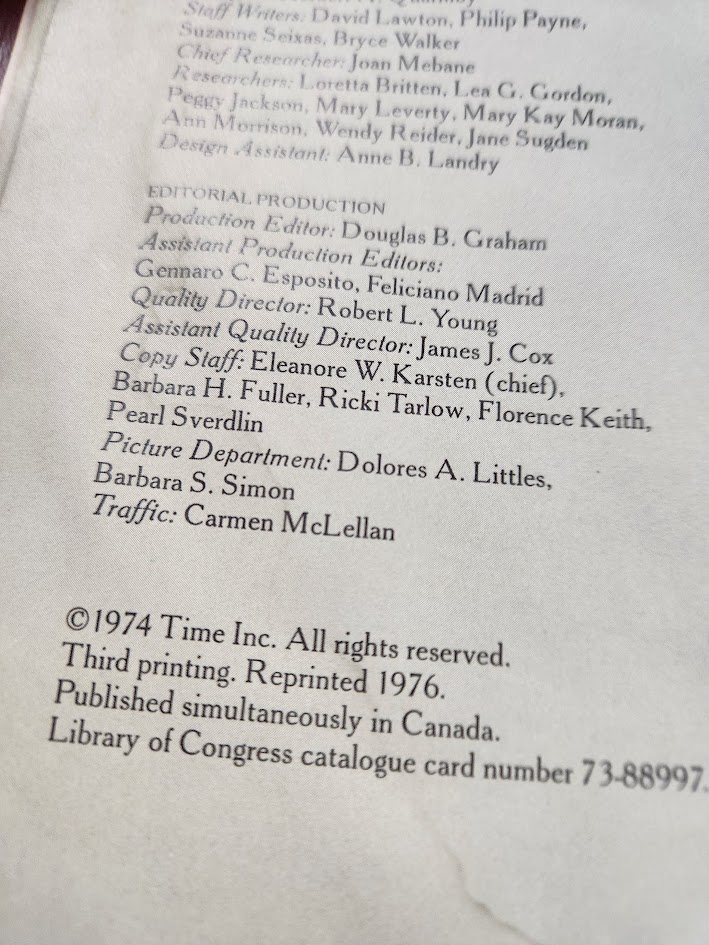 Staff Writers: David Lawton, Philip Payne,
Suzanne Seixas, Bryce Walker
Chief Researcher: Joan Mebane
Researchers: Loretta Britten, Lea G. Gordon,
Peggy Jackson, Mary Leverty, Mary Kay Moran,
Ann Morrison, Wendy Reider, Jane Sugden
Design Assistant: Anne B. Landry
EDITORIAL PRODUCTION
Production Editor: Douglas B. Graham
Assistant Production Editors:
Gennaro C. Esposito, Feliciano Madrid
Quality Director: Robert L. Young
Assistant Quality Director: James J. Cox
Copy Staff: Eleanore W. Karsten (chief),
Barbara H. Fuller, Ricki Tarlow, Florence Keith,
Pearl Sverdlin
Picture Department: Dolores A. Littles,
Barbara S. Simon
Traffic: Carmen McLellan
©1974 Time Inc. All rights reserved.
Third printing. Reprinted 1976.
Published simultaneously in Canada.
Library of Congress catalogue card number 73-88997.